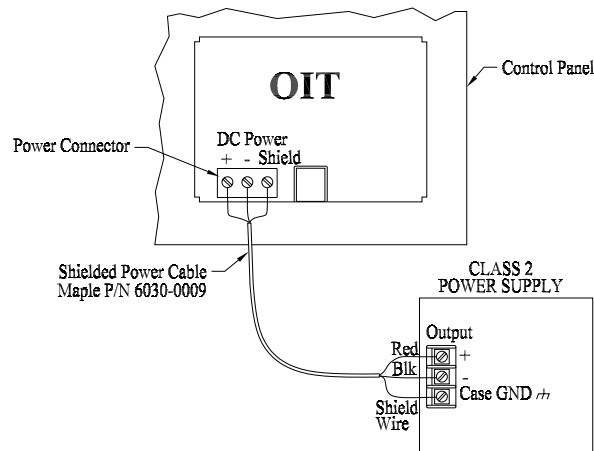 OIT
Control Panel
Power Connector
DC Power
+ - Shield
Shielded Power Cable
Maple P/N 6030-0009
CLASS 2
POWER SUPPLY
Output
Red
+
Blk
-
Case GND
Shield
Wire